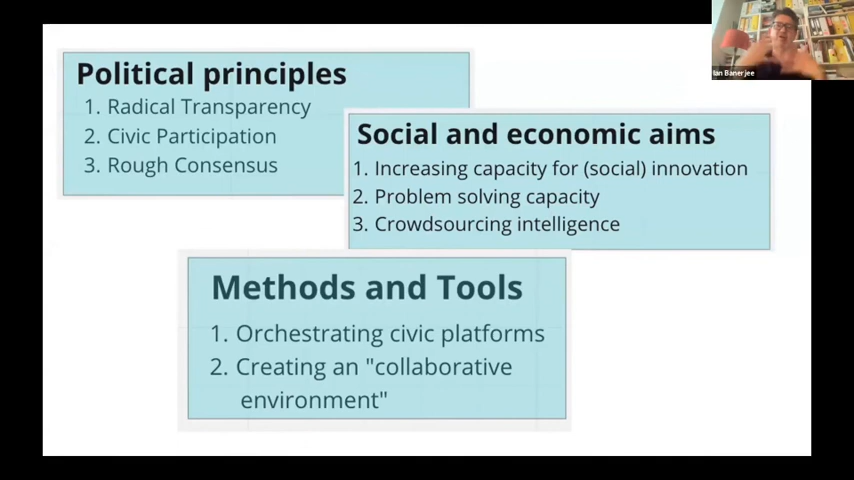 Political principles
1. Radical Transparency
2. Civic Participation
3. Rough Consensus
Social and economic aims
1. Increasing capacity for (social) innovation
2. Problem solving capacity
3. Crowdsourcing intelligence
Methods and Tools
1. Orchestrating civic platforms
2. Creating an "collaborative
environment"
Banerjee